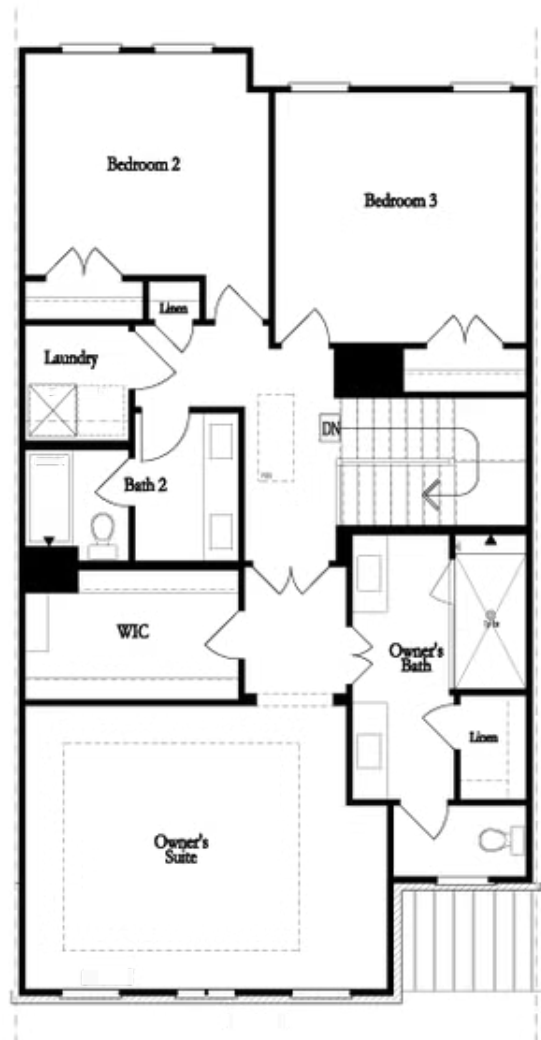 Bedroom 2
Bedroom 3
Linen
Laundry
DN
Bath 2
WIC
Owner's
Bath
Linen
Owner's
Suite